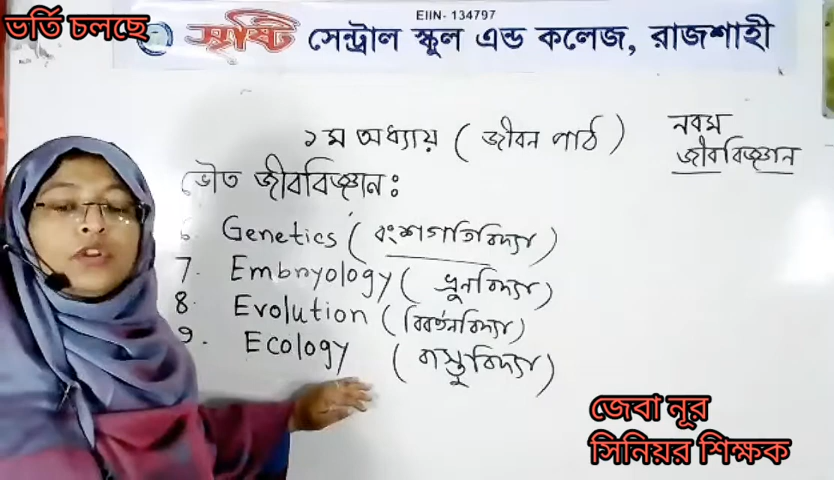 ভর্তি চলছে
EIIN- 134797
সৃষ্টি সেন্ট্রাল স্কুল এন্ড কলেজ, রাজশাহী
১ম অধ্যায় ( জীবন পাঠ )
নবম
জীববিজ্ঞান
ভৌত জীববিজ্ঞান:
6. Genetics ( বংশগতিবিদ্যা )
7. Embryology ( ভ্রুনবিদ্যা )
8. Evolution ( বিবর্তনবিদ্যা )
9. Ecology ( বাস্তুবিদ্যা )
জেবা নূর
সিনিয়র শিক্ষক